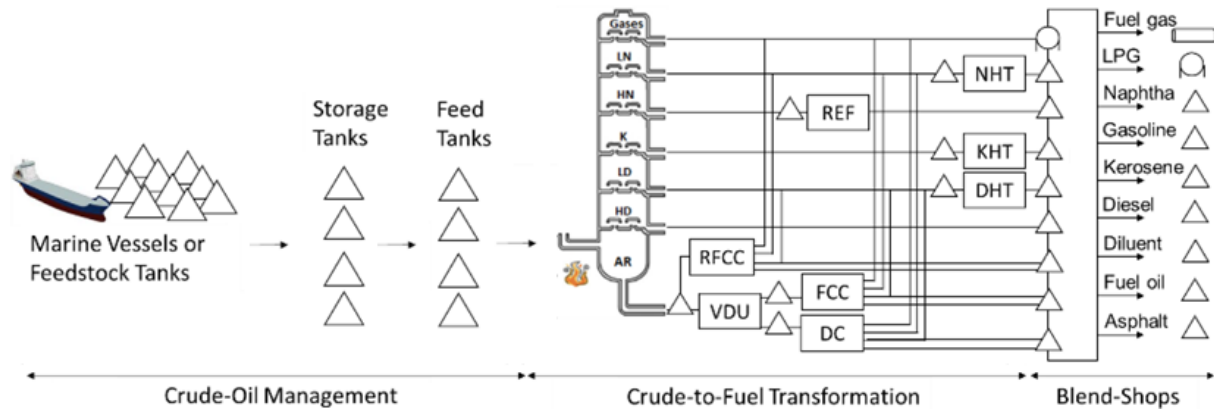 Marine Vessels or
Feedstock Tanks
Storage
Tanks
Feed
Tanks
Gases
LN
HN
K
LD
HD
AR
RFCC
VDU
FCC
DC
REF
NHT
KHT
DHT
Fuel gas
LPG
Naphtha
Gasoline
Kerosene
Diesel
Diluent
Fuel oil
Asphalt
Crude-Oil Management
Crude-to-Fuel Transformation
Blend-Shops